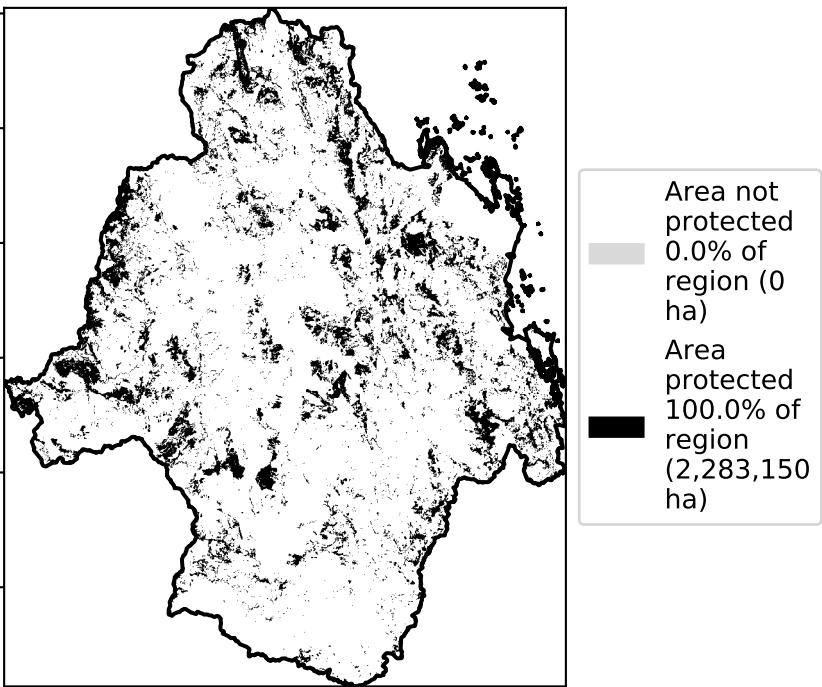 Area not
protected
0.0% of
region (0
ha)
Area
protected
100.0% of
region
(2,283,150
ha)